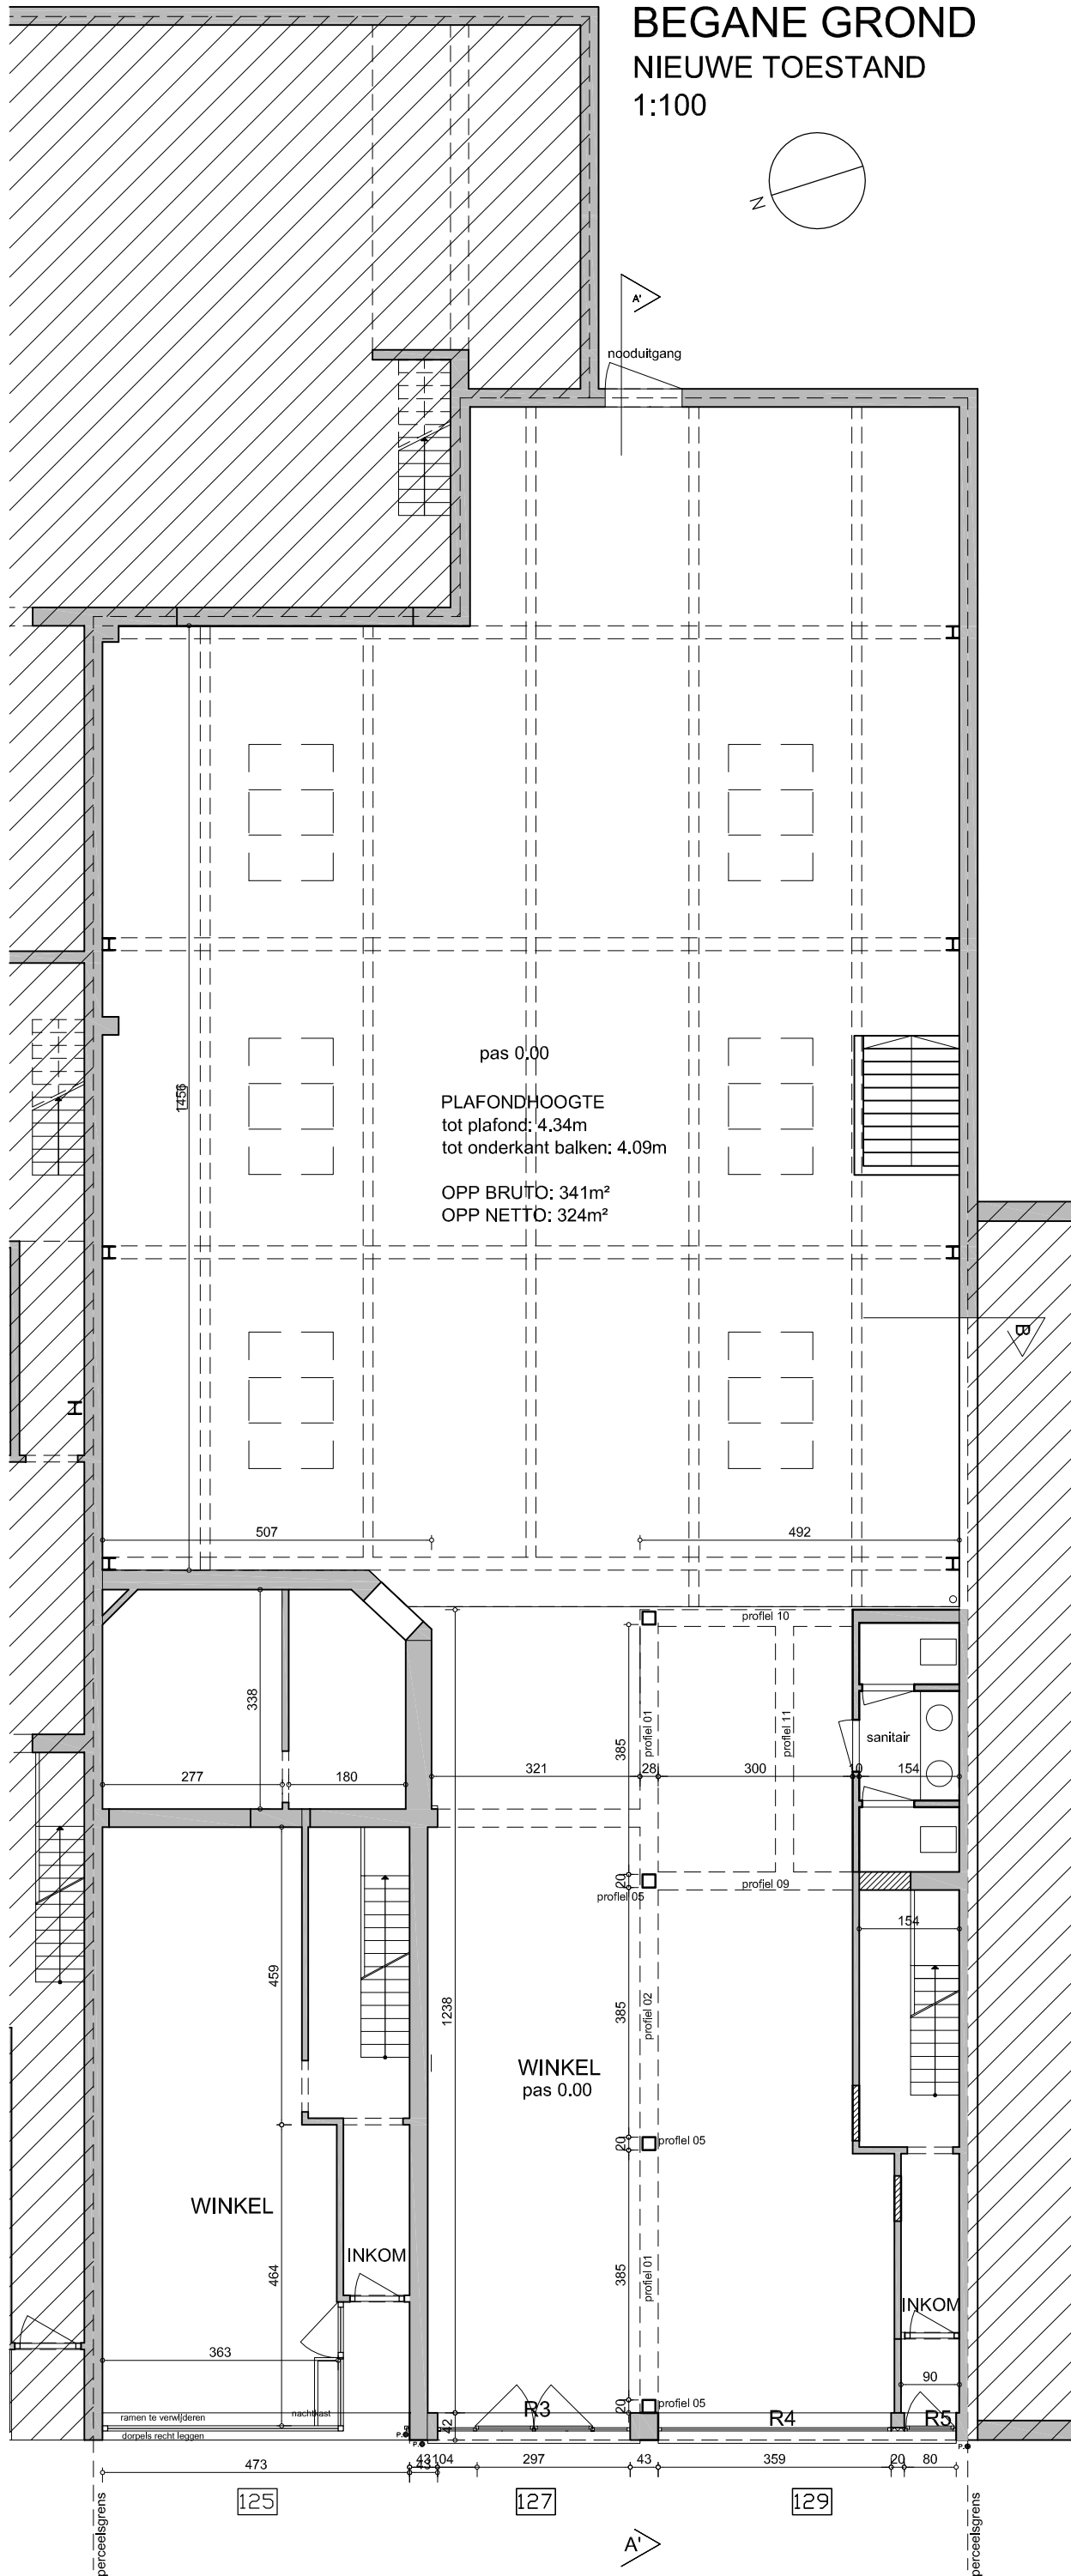 BEGANE GROND
NIEUWE TOESTAND
1:100
N
A'
nooduitgang
pas 0.00
PLAFONDHOOGTE
tot plafond: 4.34m
tot onderkant balken: 4.09m
OPP BRUTO: 341m²
OPP NETTO: 324m²
1456
B
507
492
profiel 10
338
385
profiel 01
profiel 11
sanitair
277
180
321
28
300
10
154
20
profiel 05
profiel 09
154
459
1238
385
profiel 02
WINKEL
pas 0.00
20
profiel 05
WINKEL
INKOM
464
385
profiel 01
INKOM
363
90
nachtkast
ramen te verwijderen
dorpels recht leggen
20
profiel 05
R3
R4
R5
42
P.
P.
P.
473
43
43
104
297
43
359
20
80
125
127
129
perceelsgrens
perceelsgrens
A'